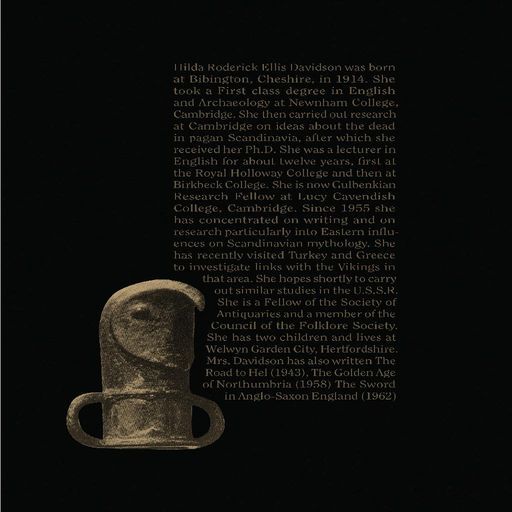 Hilda Roderick Ellis Davidson was born
at Bibington, Cheshire, in 1914. She
took a First class degree in English
and Archaeology at Newnham College,
Cambridge. She then carried out research
at Cambridge on ideas about the dead
in pagan Scandinavia, after which she
received her Ph.D. She was a lecturer in
English for about twelve years, first at
the Royal Holloway College and then at
Birkbeck College. She is now Gulbenkian
Research Fellow at Lucy Cavendish
College, Cambridge. Since 1955 she
has concentrated on writing and on
research particularly into Eastern influ-
ences on Scandinavian mythology. She
has recently visited Turkey and Greece
to investigate links with the Vikings in
that area. She hopes shortly to carry
out similar studies in the U.S.S.R.
She is a Fellow of the Society of
Antiquaries and a member of the
Council of the Folklore Society.
She has two children and lives at
Welwyn Garden City, Hertfordshire.
Mrs. Davidson has also written The
Road to Hel (1943), The Golden Age
of Northumbria (1958) The Sword
in Anglo-Saxon England (1962)